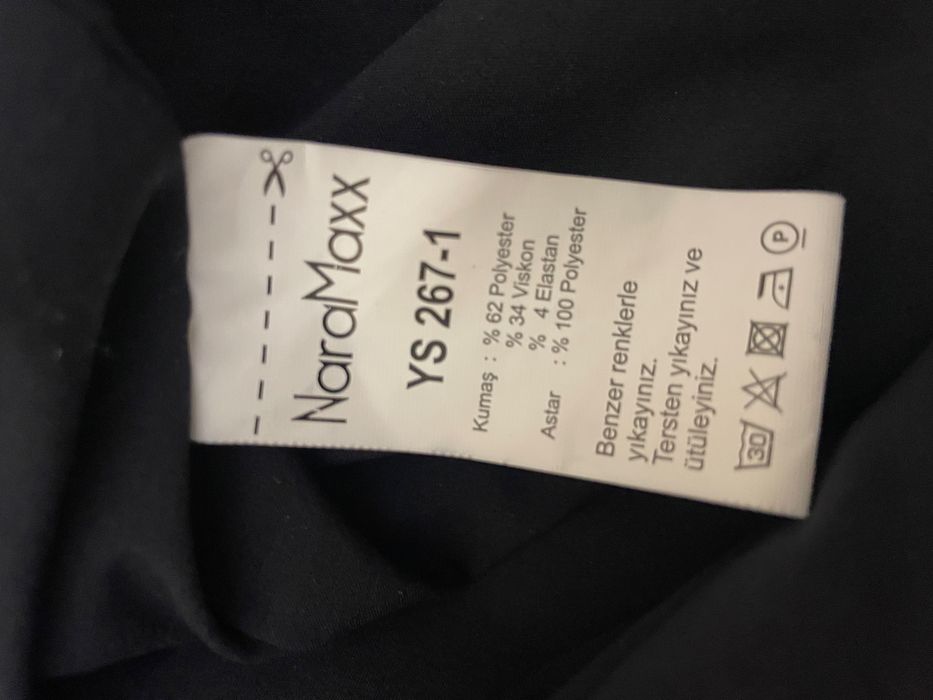 NaraMaxx
YS 267-1
Kumaş : % 62 Polyester
% 34 Viskon
% 4 Elastan
Astar : % 100 Polyester
Benzer renklerle
yıkayınız.
Tersten yıkayınız ve
ütüleyiniz.
30 P